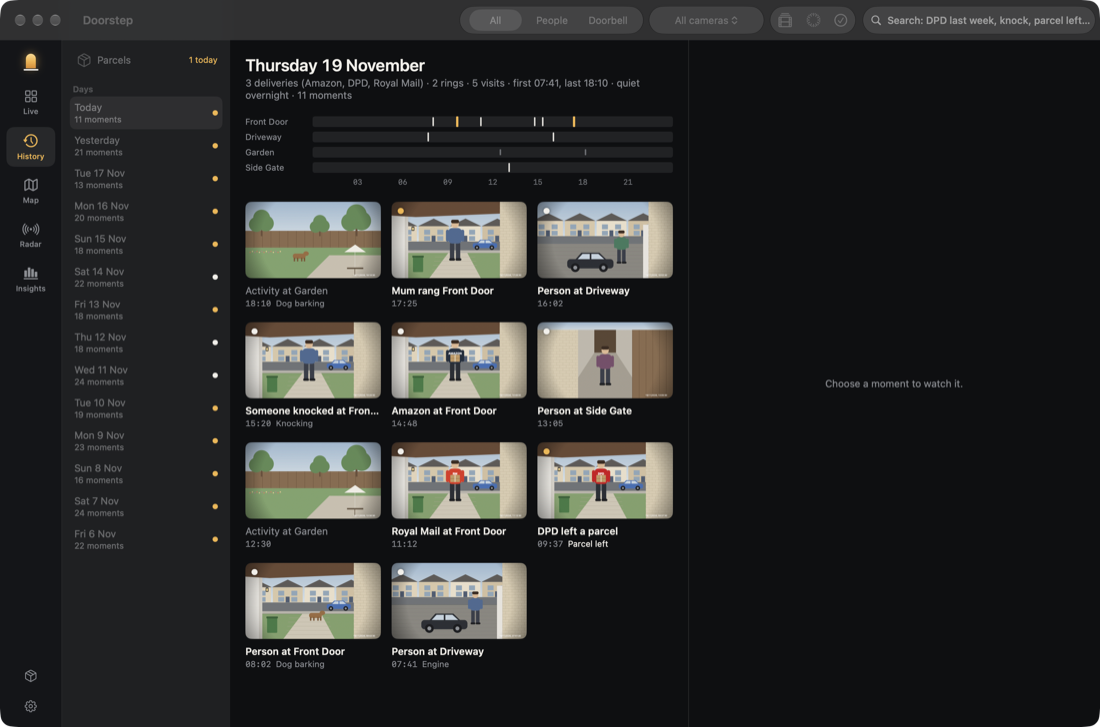 Doorstep
All
People
Doorbell
All cameras
Search: DPD last week, knock, parcel left...
Live
History
Map
Radar
Insights
Parcels
1 today
Days
Today
11 moments
Yesterday
21 moments
Tue 17 Nov
13 moments
Mon 16 Nov
20 moments
Sun 15 Nov
18 moments
Sat 14 Nov
22 moments
Fri 13 Nov
18 moments
Thu 12 Nov
18 moments
Wed 11 Nov
24 moments
Tue 10 Nov
19 moments
Mon 9 Nov
23 moments
Sun 8 Nov
16 moments
Sat 7 Nov
24 moments
Fri 6 Nov
22 moments
Thursday 19 November
3 deliveries (Amazon, DPD, Royal Mail) · 2 rings · 5 visits · first 07:41, last 18:10 · quiet
overnight · 11 moments
Front Door
Driveway
Garden
Side Gate
03 06 09 12 15 18 21
Activity at Garden
18:10 Dog barking
Mum rang Front Door
17:25
Person at Driveway
16:02
Someone knocked at Fron...
15:20 Knocking
Amazon at Front Door
14:48
Person at Side Gate
13:05
Activity at Garden
12:30
Royal Mail at Front Door
11:12
DPD left a parcel
09:37 Parcel left
Person at Front Door
08:02 Dog barking
Person at Driveway
07:41 Engine
Choose a moment to watch it.